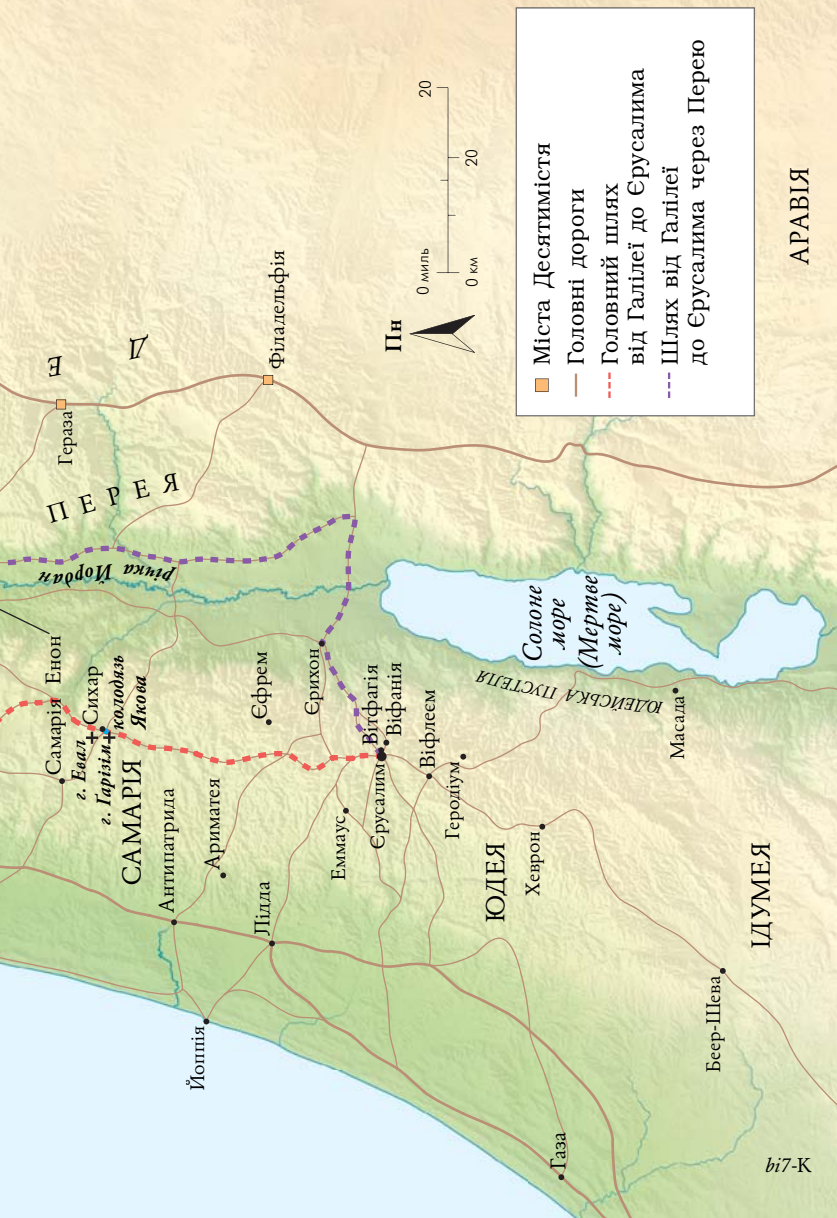 Е
Д
Гераза
Філадельфія
ПЕРЕЯ
річка Йордан
Енон
Самарія
г. Евал
Сихар
г. Ґарізім
колодязь
Якова
САМАРІЯ
Антипатрида
Ариматея
Єфрем
Йоппія
Лідда
Єрихон
Еммаус
Єрусалим
Вітфагія
Віфанія
Віфлеєм
Геродіум
ЮДЕЯ
Хеврон
Газа
ЮДЕЙСЬКА ПУСТЕЛЯ
Солоне
море
(Мертве
море)
Масада
ІДУМЕЯ
Беер-Шева
АРАВІЯ
Пн
0 миль 20
0 км 20
Міста Десятимістя
Головні дороги
Головний шлях
від Галілеї до Єрусалима
Шлях від Галілеї
до Єрусалима через Перею
bi7-K